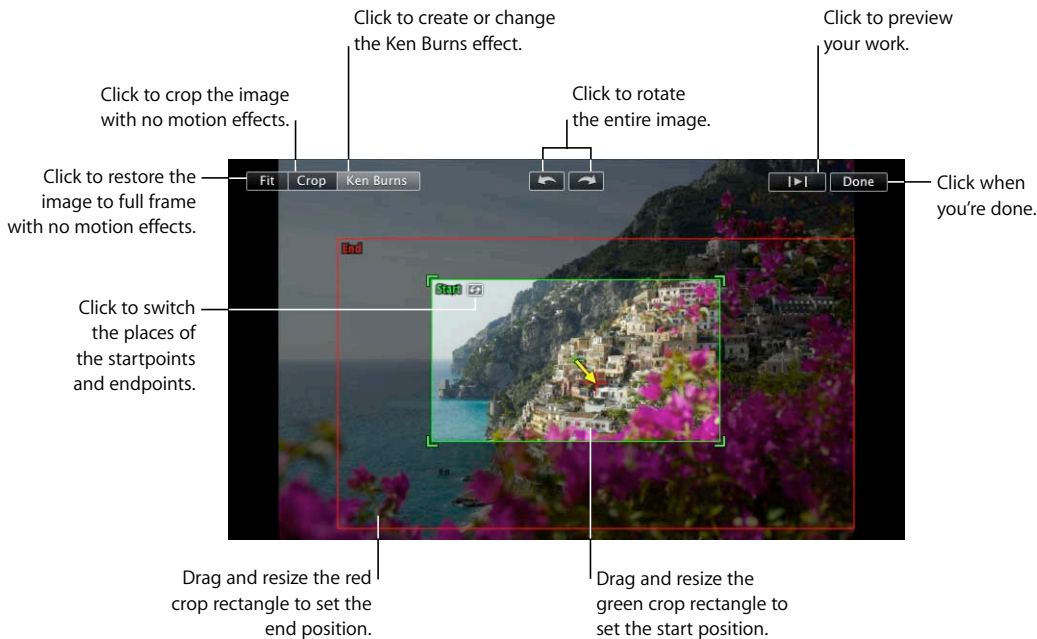 Click to create or change
the Ken Burns effect.
Click to preview
your work.
Click to crop the image
with no motion effects.
Click to rotate
the entire image.
Click to restore the
image to full frame
with no motion effects.
Fit
Crop
Ken Burns
Done
Click when
you're done.
End
Start
Click to switch
the places of
the startpoints
and endpoints.
Drag and resize the red
crop rectangle to set the
end position.
Drag and resize the
green crop rectangle to
set the start position.